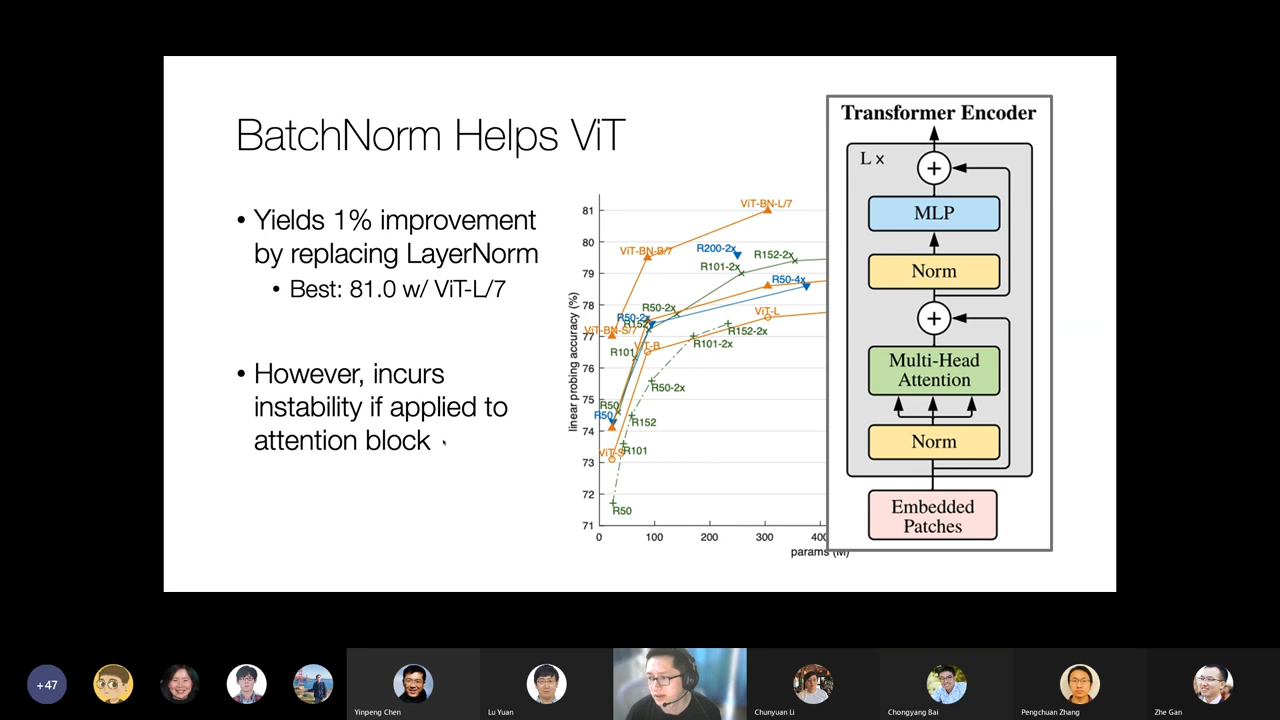 BatchNorm Helps ViT
• Yields 1% improvement
by replacing LayerNorm
• Best: 81.0 w/ ViT-L/7
• However, incurs
instability if applied to
attention block
linear probing accuracy (%)
81
80
79
78
77
76
75
74
73
72
71
0
100
200
300
400
params (M)
ViT-BN-L/7
ViT-BN-B/7
R200-2x
R152-2x
R101-2x
R50-4x
R50-2x
R50-2x
R152
ViT-L
ViT-BN-S/7
R152-2x
R101-2x
ViT-B
R101
R50-2x
R50
R50
R152
ViT-S
R101
R50
Transformer Encoder
L x
+
MLP
Norm
+
Multi-Head
Attention
Norm
Embedded
Patches
+47
Yinpeng Chen
Lu Yuan
Chunyuan Li
Chongyang Bai
Pengchuan Zhang
Zhe Gan